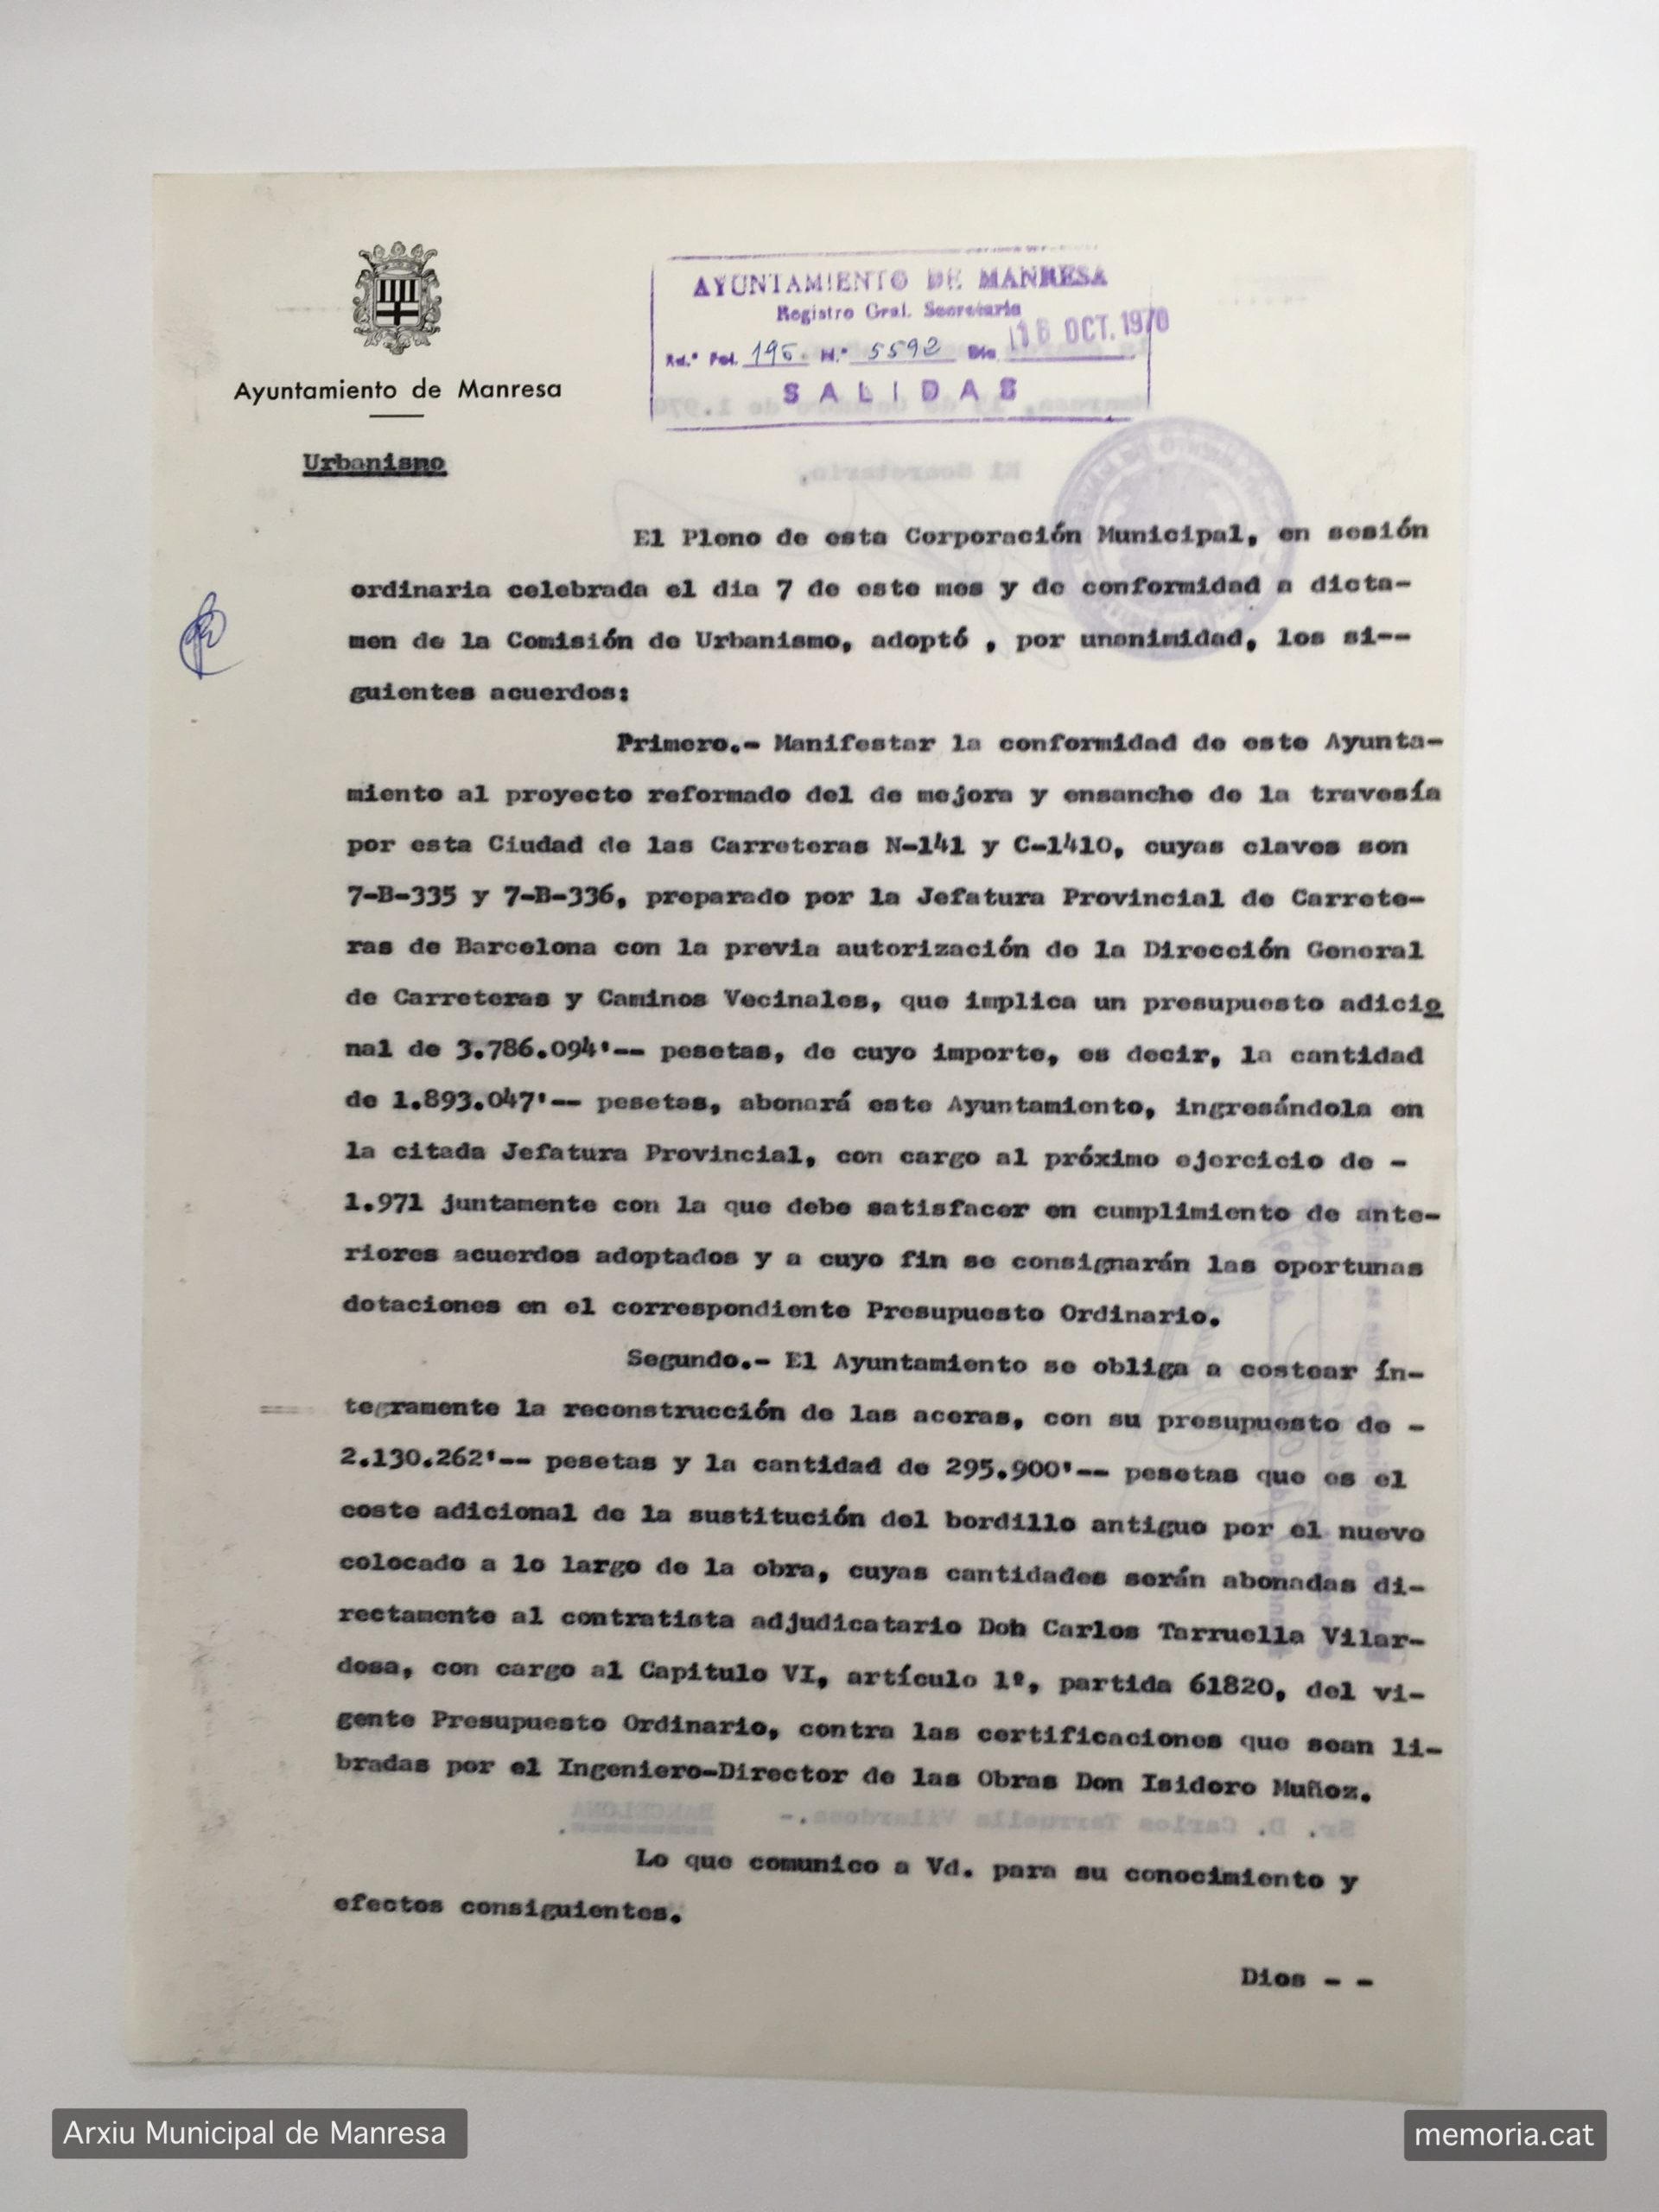 AYUNTAMIENTO DE MANRESA
Registro Gral. Secretaría
Fol. 195. N.º 5592 Día 16 OCT. 1970
SALIDAS
Ayuntamiento de Manresa
Urbanismo
El Pleno de esta Corporación Municipal, en sesión
ordinaria celebrada el dia 7 de este mes y de conformidad a dicta-
men de la Comisión de Urbanismo, adoptó , por unanimidad, los si--
guientes acuerdos:
Primero.- Manifestar la conformidad de este Ayunta-
miento al proyecto reformado del de mejora y ensanche de la travesía
por esta Ciudad de las Carreteras N-141 y C-1410, cuyas claves son
7-B-335 y 7-B-336, preparado por la Jefatura Provincial de Carrete-
ras de Barcelona con la previa autorización de la Dirección General
de Carreteras y Caminos Vecinales, que implica un presupuesto adicio
nal de 3.786.094'-- pesetas, de cuyo importe, es decir, la cantidad
de 1.893.047'-- pesetas, abonará este Ayuntamiento, ingresándola en
la citada Jefatura Provincial, con cargo al próximo ejercicio de -
1.971 juntamente con la que debe satisfacer en cumplimiento de ante-
riores acuerdos adoptados y a cuyo fin se consignarán las oportunas
dotaciones en el correspondiente Presupuesto Ordinario.
Segundo.- El Ayuntamiento se obliga a costear ín-
tegramente la reconstrucción de las aceras, con su presupuesto de -
2.130.262'-- pesetas y la cantidad de 295.900'-- pesetas que es el
coste adicional de la sustitución del bordillo antiguo por el nuevo
colocado a lo largo de la obra, cuyas cantidades serán abonadas di-
rectamente al contratista adjudicatario Don Carlos Tarruella Vilar-
dosa, con cargo al Capitulo VI, artículo 1º, partida 61820, del vi-
gente Presupuesto Ordinario, contra las certificaciones que sean li-
bradas por el Ingeniero-Director de las Obras Don Isidoro Muñoz.
Lo que comunico a Vd. para su conocimiento y
efectos consiguientes.
Dios - -
Arxiu Municipal de Manresa
memoria.cat